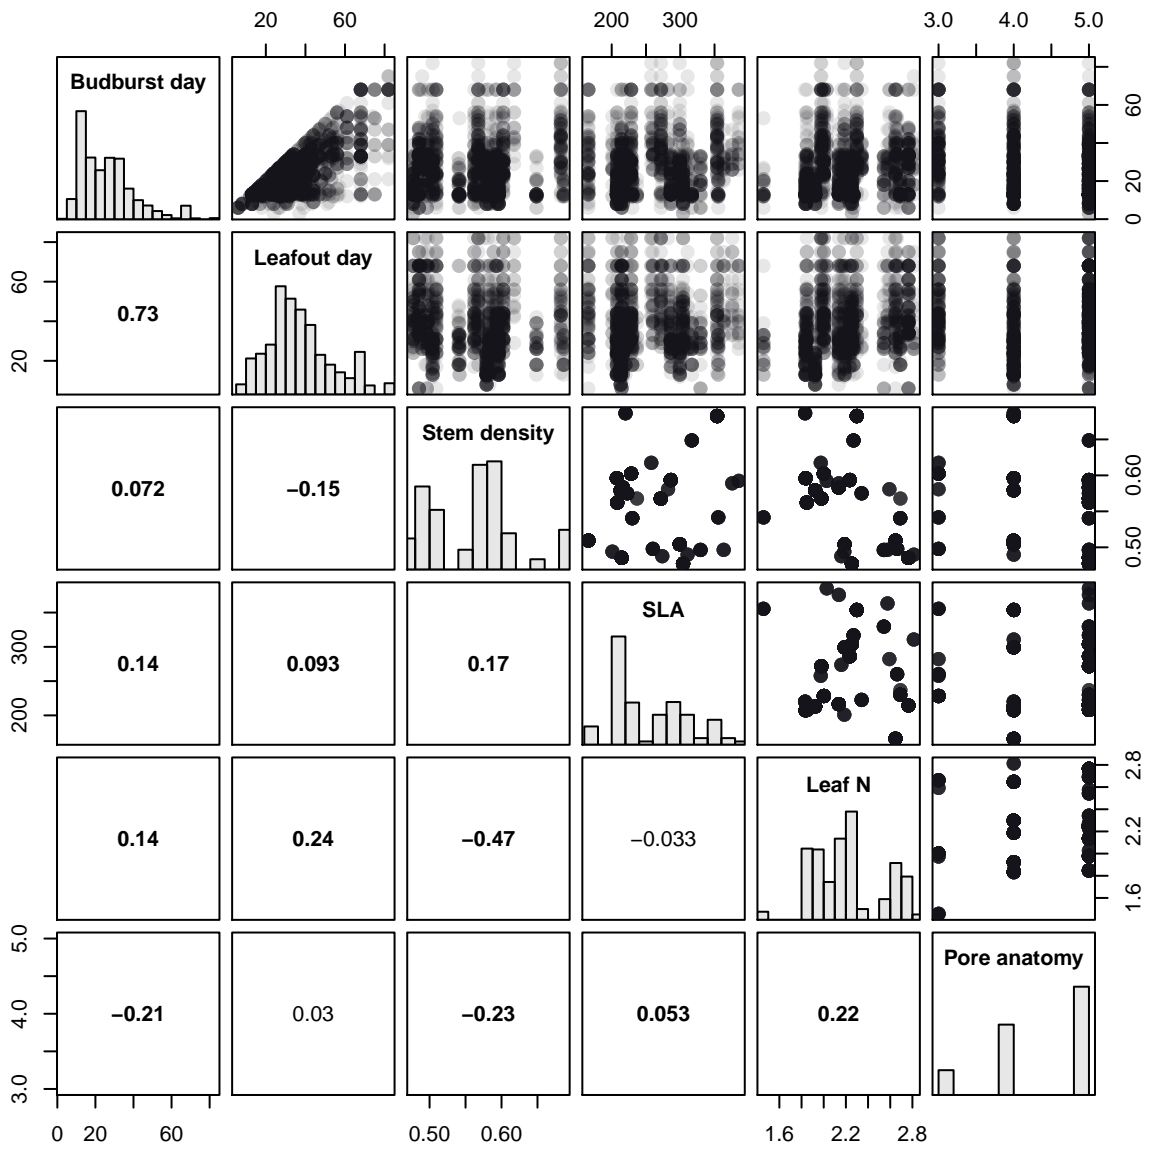 20 60 200 300 3.0 4.0 5.0
Budburst day
0 20 60
Leafout day
20 60
0.73
Stem density
0.072 −0.15
0.50 0.60
SLA
200 300
0.14 0.093 0.17
Leaf N
0.14 0.24 −0.47 −0.033
1.6 2.2 2.8
Pore anatomy
3.0 4.0 5.0
−0.21 0.03 −0.23 0.053 0.22
0 20 60 0.50 0.60 1.6 2.2 2.8